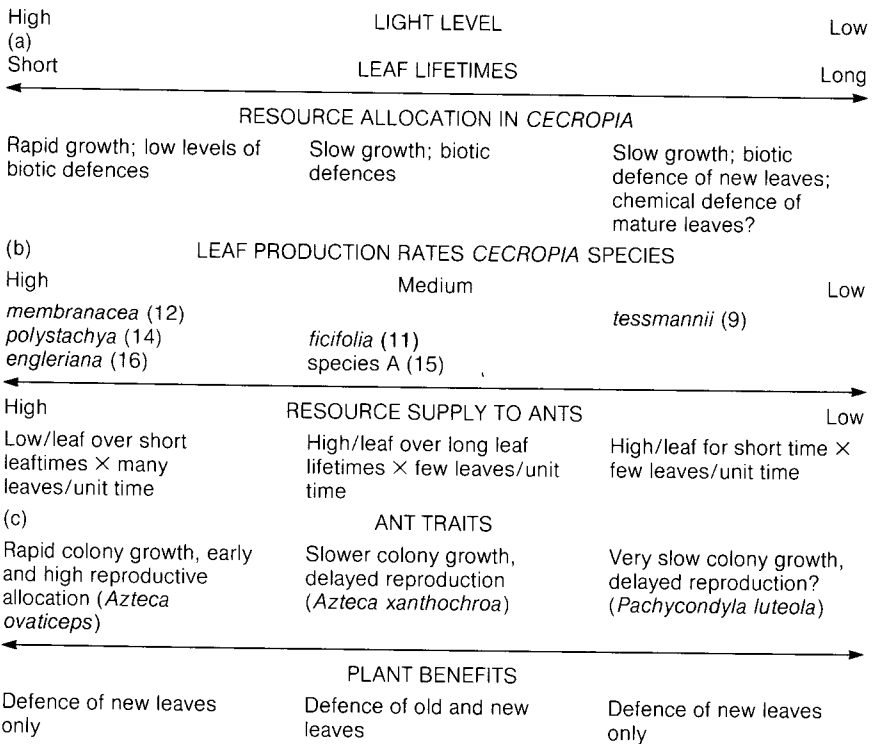 High LIGHT LEVEL Low
(a)
Short LEAF LIFETIMES Long
RESOURCE ALLOCATION IN CECROPIA
Rapid growth; low levels of Slow growth; biotic Slow growth; biotic
biotic defences defences defence of new leaves;
chemical defence of
mature leaves?
(b) LEAF PRODUCTION RATES CECROPIA SPECIES
High Medium Low
membranacea (12) tessmannii (9)
polystachya (14) ficifolia (11)
engleriana (16) species A (15)
High RESOURCE SUPPLY TO ANTS Low
Low/leaf over short High/leaf over long leaf High/leaf for short time ×
leaftimes × many lifetimes × few leaves/unit few leaves/unit time
leaves/unit time time
(c) ANT TRAITS
Rapid colony growth, early Slower colony growth, Very slow colony growth,
and high reproductive delayed reproduction delayed reproduction?
allocation (Azteca (Azteca xanthochroa) (Pachycondyla luteola)
ovaticeps)
PLANT BENEFITS
Defence of new leaves Defence of old and new Defence of new leaves
only leaves only